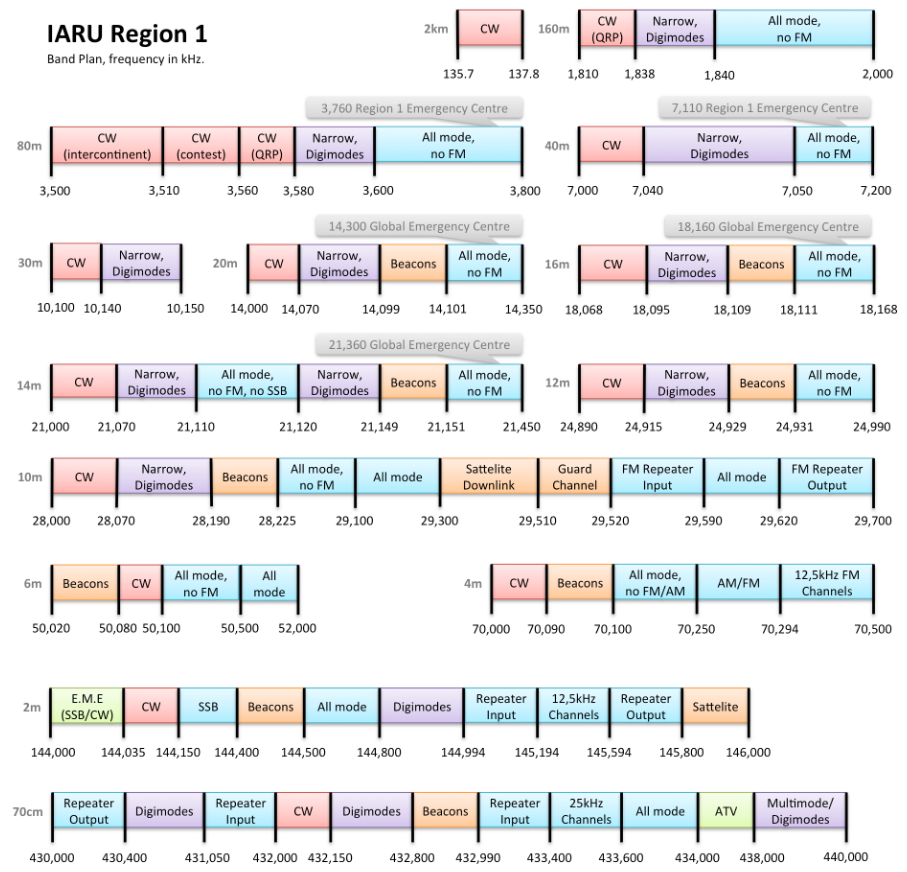 IARU Region 1
Band Plan, frequency in kHz.
2km
CW
135.7 137.8
160m
CW
(QRP)
Narrow,
Digimodes
All mode,
no FM
1,810 1,838 1,840 2,000
3,760 Region 1 Emergency Centre
80m
CW
(intercontinent)
CW
(contest)
CW
(QRP)
Narrow,
Digimodes
All mode,
no FM
3,500 3,510 3,560 3,580 3,600 3,800
7,110 Region 1 Emergency Centre
40m
CW
Narrow,
Digimodes
All mode,
no FM
7,000 7,040 7,050 7,200
30m
CW
Narrow,
Digimodes
10,100 10,140 10,150
14,300 Global Emergency Centre
20m
CW
Narrow,
Digimodes
Beacons
All mode,
no FM
14,000 14,070 14,099 14,101 14,350
18,160 Global Emergency Centre
16m
CW
Narrow,
Digimodes
Beacons
All mode,
no FM
18,068 18,095 18,109 18,111 18,168
21,360 Global Emergency Centre
14m
CW
Narrow,
Digimodes
All mode,
no FM, no SSB
Narrow,
Digimodes
Beacons
All mode,
no FM
21,000 21,070 21,110 21,120 21,149 21,151 21,450
12m
CW
Narrow,
Digimodes
Beacons
All mode,
no FM
24,890 24,915 24,929 24,931 24,990
10m
CW
Narrow,
Digimodes
Beacons
All mode,
no FM
All mode
Sattelite
Downlink
Guard
Channel
FM Repeater
Input
All mode
FM Repeater
Output
28,000 28,070 28,190 28,225 29,100 29,300 29,510 29,520 29,590 29,620 29,700
6m
Beacons
CW
All mode,
no FM
All
mode
50,020 50,080 50,100 50,500 52,000
4m
CW
Beacons
All mode,
no FM/AM
AM/FM
12,5kHz FM
Channels
70,000 70,090 70,100 70,250 70,294 70,500
2m
E.M.E
(SSB/CW)
CW
SSB
Beacons
All mode
Digimodes
Repeater
Input
12,5kHz
Channels
Repeater
Output
Sattelite
144,000 144,035 144,150 144,400 144,500 144,800 144,994 145,194 145,594 145,800 146,000
70cm
Repeater
Output
Digimodes
Repeater
Input
CW
Digimodes
Beacons
Repeater
Input
25kHz
Channels
All mode
ATV
Multimode/
Digimodes
430,000 430,400 431,050 432,000 432,150 432,800 432,990 433,400 433,600 434,000 438,000 440,000